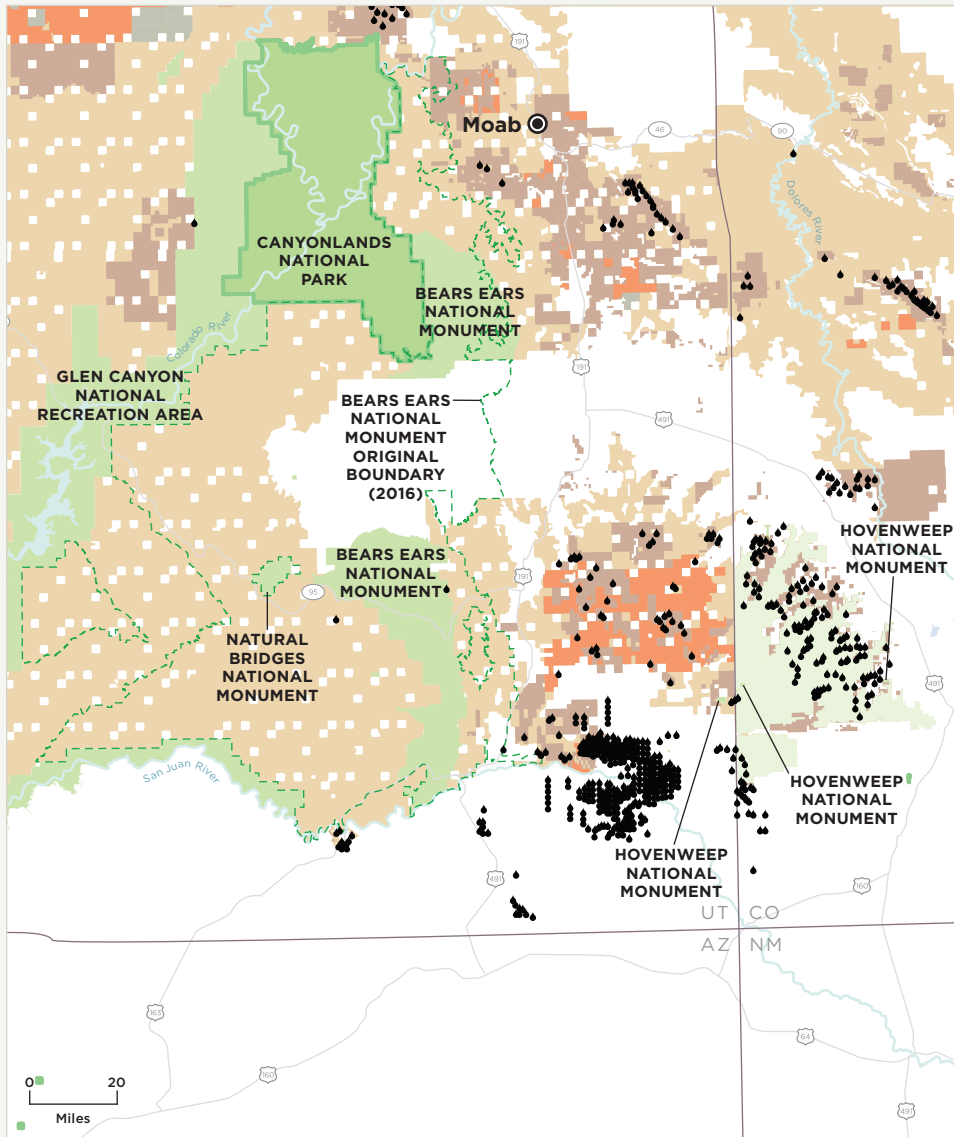 191
Moab
46
90
Dolores River
CANYONLANDS
NATIONAL
PARK
BEARS EARS
NATIONAL
MONUMENT
Colorado River
191
GLEN CANYON
NATIONAL
RECREATION AREA
BEARS EARS
NATIONAL
MONUMENT
ORIGINAL
BOUNDARY
(2016)
491
HOVENWEEP
NATIONAL
MONUMENT
BEARS EARS
NATIONAL
MONUMENT
191
95
NATURAL
BRIDGES
NATIONAL
MONUMENT
491
San Juan River
HOVENWEEP
NATIONAL
MONUMENT
HOVENWEEP
NATIONAL
MONUMENT
491
160
UT CO
AZ NM
163
64
160
0 20
Miles
491